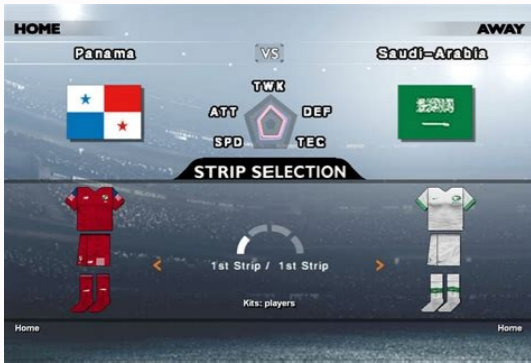 HOME
AWAY
Panama
VS
Saudi-Arabia
TWK
ATT
DEF
SPD
TEC
STRIP SELECTION
1st Strip / 1st Strip
Kits: players
Home
Home